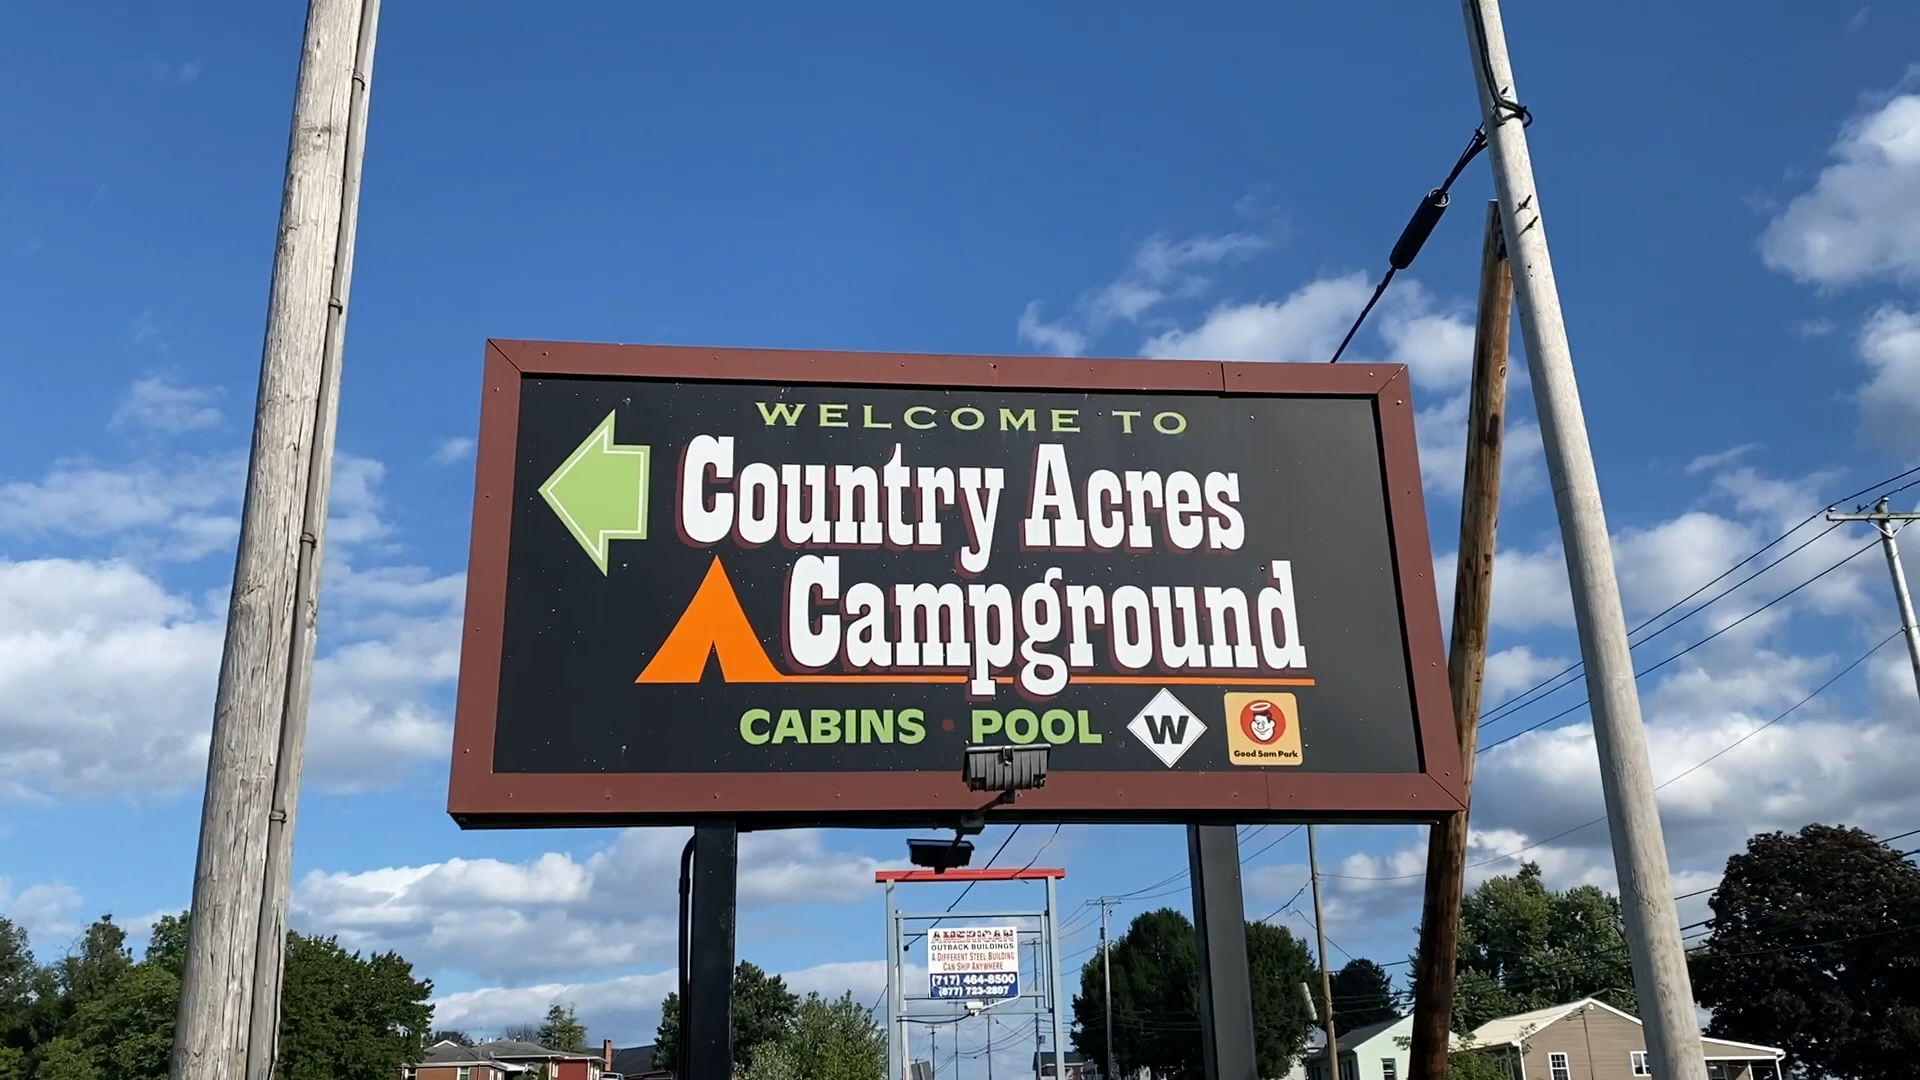 WELCOME TO
Country Acres
Campground
CABINS • POOL
W
Good Sam Park
AMERICAN
OUTBACK BUILDINGS
A DIFFERENT STEEL BUILDING
CAN SHIP ANYWHERE
(717) 464-8500
(877) 723-2897